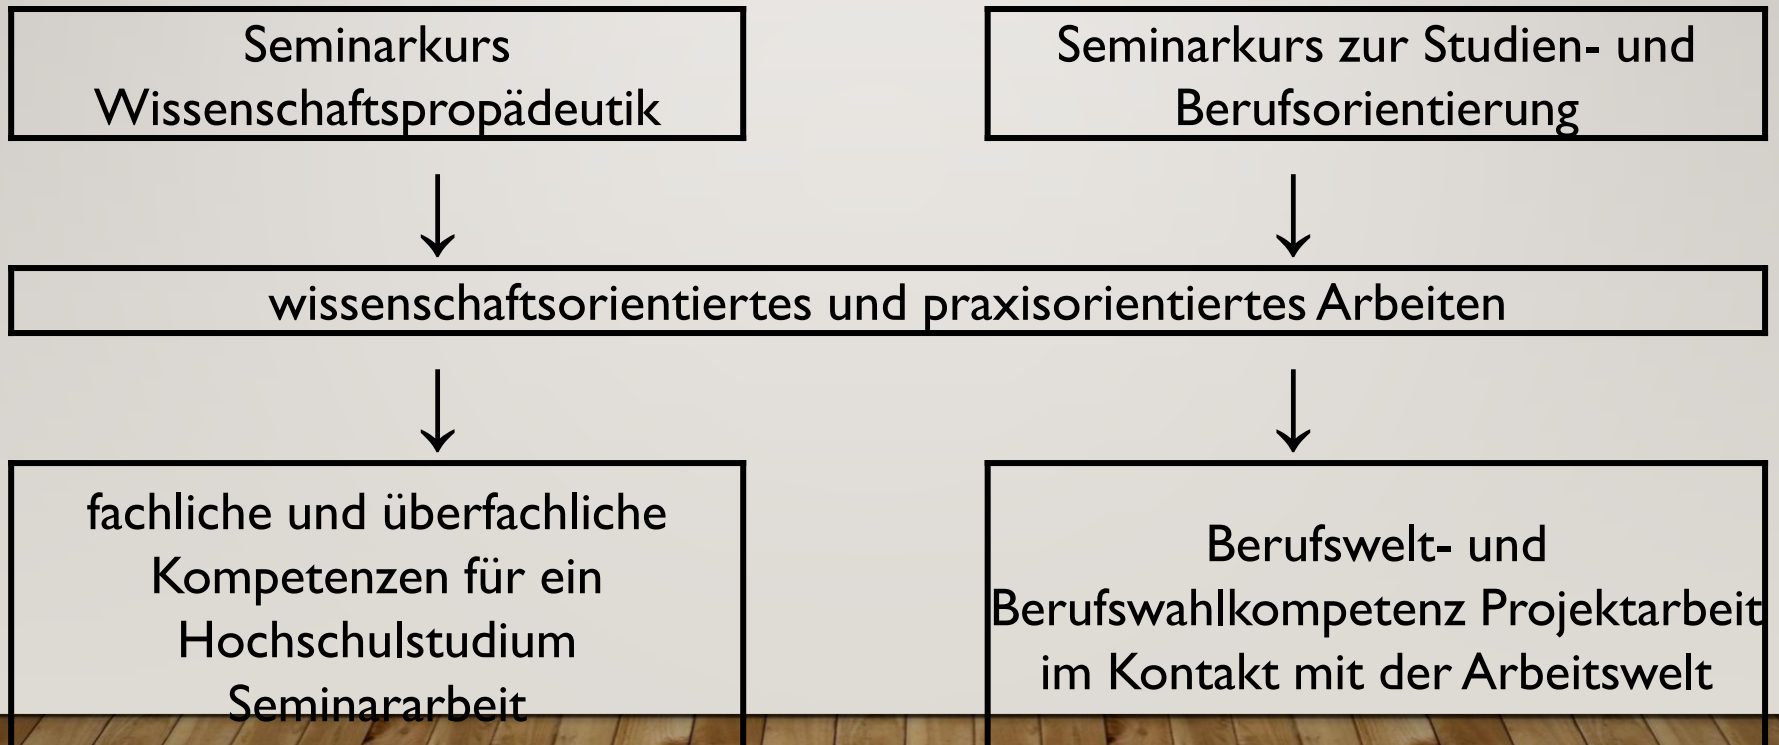 Seminarkurs
Wissenschaftspropädeutik
Seminarkurs zur Studien- und
Berufsorientierung
wissenschaftsorientiertes und praxisorientiertes Arbeiten
fachliche und überfachliche
Kompetenzen für ein
Hochschulstudium
Seminararbeit
Berufswelt- und
Berufswahlkompetenz Projektarbeit
im Kontakt mit der Arbeitswelt